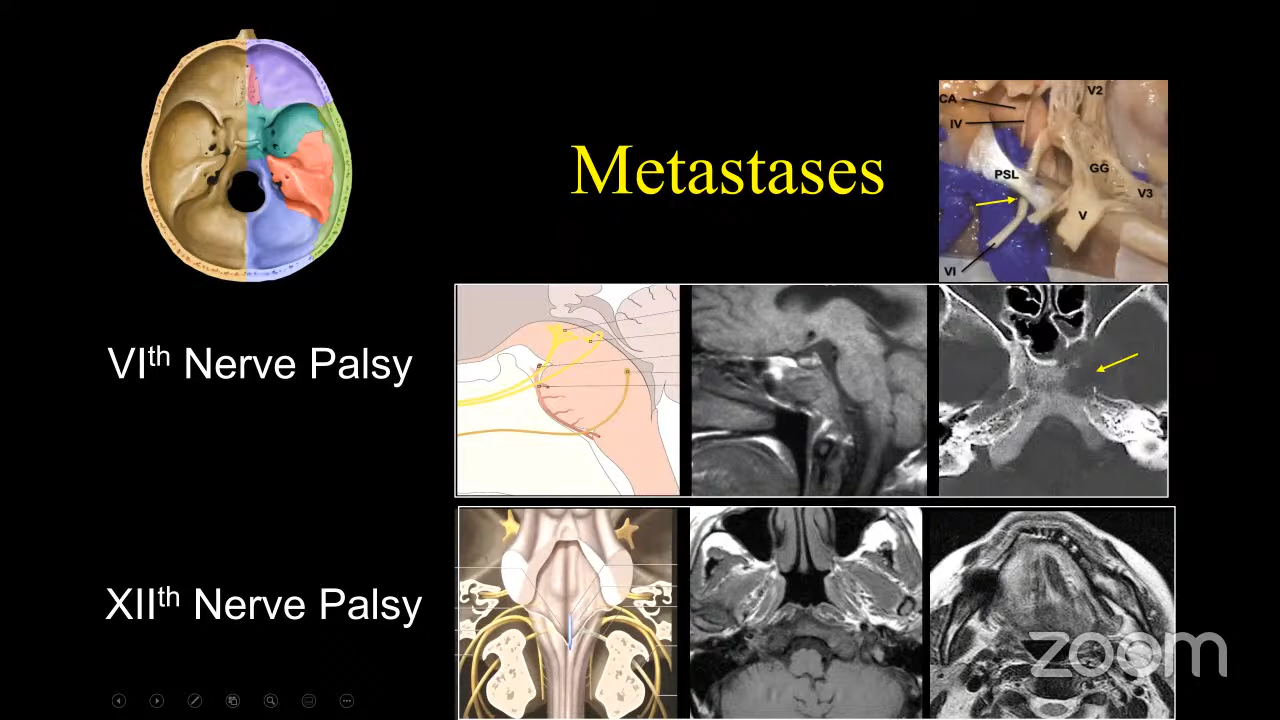 Metastases
V2
CA
IV
PSL
GG
V3
V
VI
VIth Nerve Palsy
XIIth Nerve Palsy
zoom